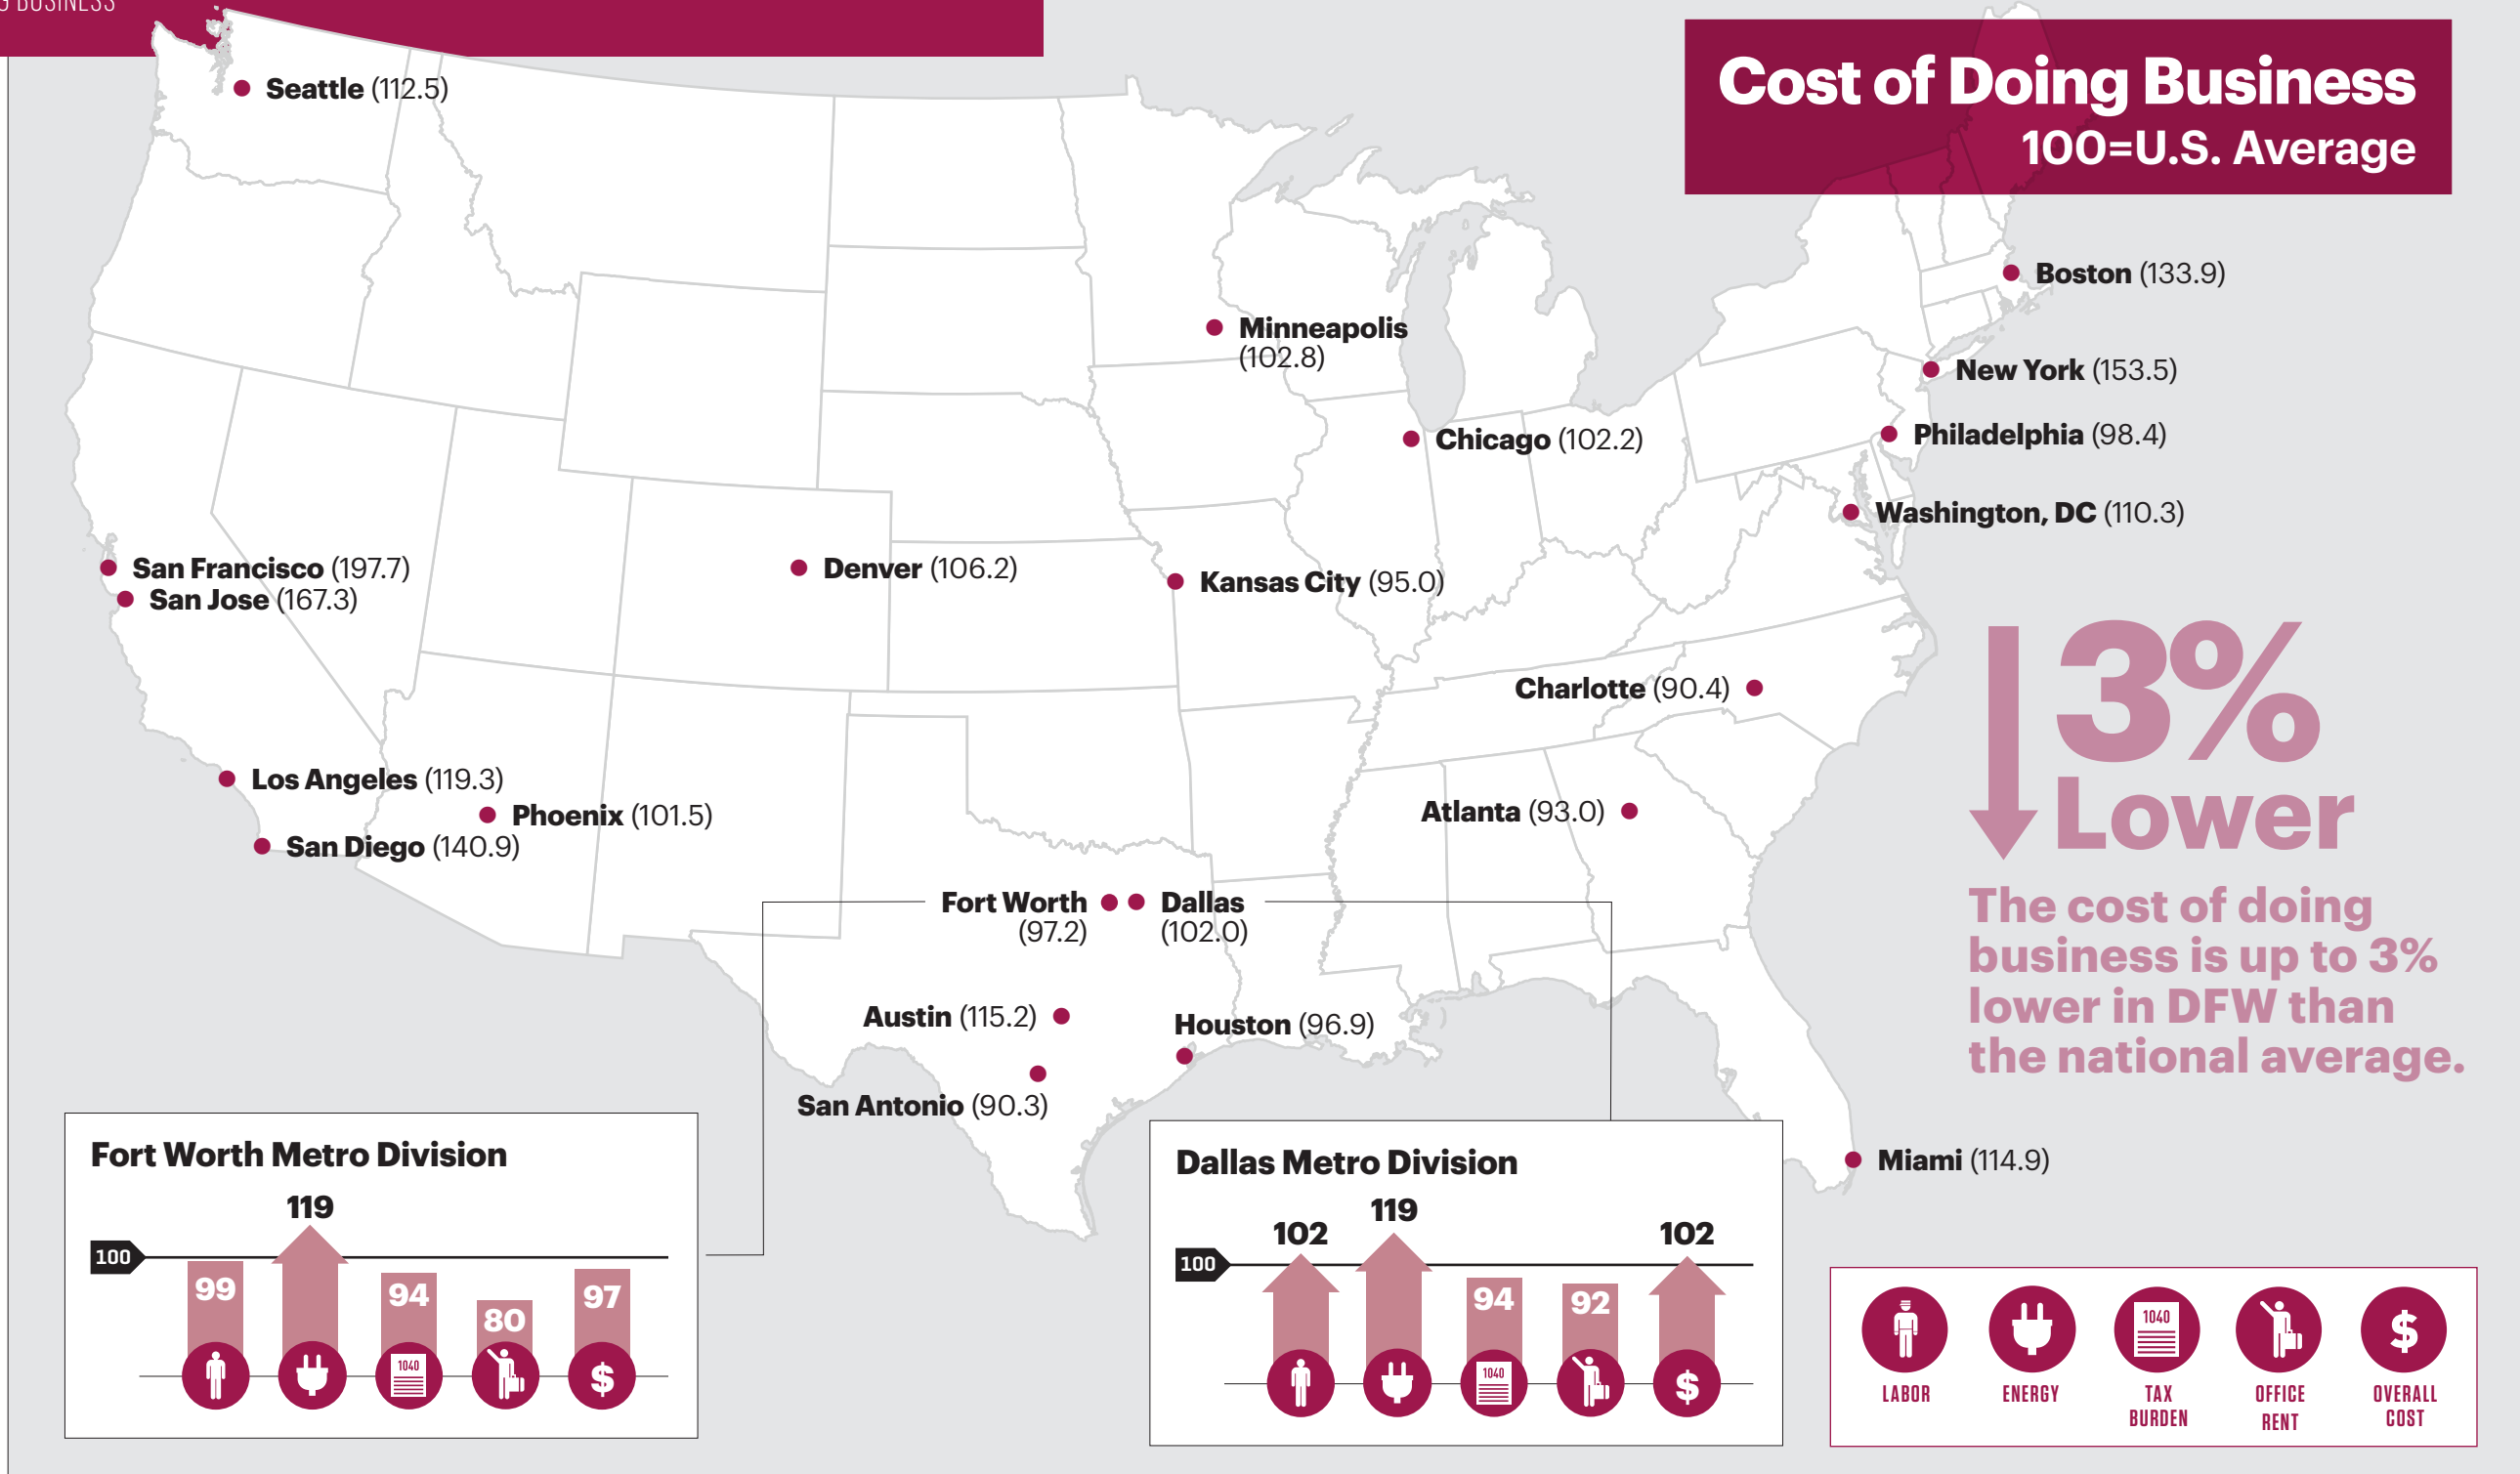 G BUSINESS
Cost of Doing Business
100=U.S. Average
Seattle (112.5)
Boston (133.9)
Minneapolis
(102.8)
New York (153.5)
Chicago (102.2)
Philadelphia (98.4)
Washington, DC (110.3)
San Francisco (197.7)
San Jose (167.3)
Denver (106.2)
Kansas City (95.0)
Charlotte (90.4)
Los Angeles (119.3)
Phoenix (101.5)
San Diego (140.9)
Atlanta (93.0)
Fort Worth
(97.2)
Dallas
(102.0)
Austin (115.2)
Houston (96.9)
San Antonio (90.3)
Miami (114.9)
3%
Lower
The cost of doing
business is up to 3%
lower in DFW than
the national average.
Fort Worth Metro Division
119
100
99
94
80
97
1040
$
Dallas Metro Division
102
119
102
100
94
92
1040
$
1040
$
LABOR
ENERGY
TAX
BURDEN
OFFICE
RENT
OVERALL
COST